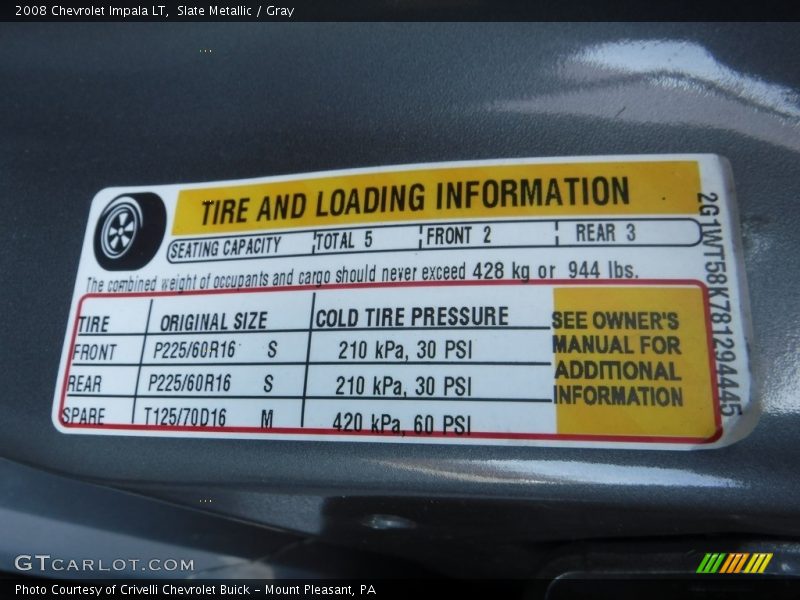 2008 Chevrolet Impala LT,  Slate Metallic / Gray
TIRE AND LOADING INFORMATION
SEATING CAPACITY TOTAL 5 FRONT 2 REAR 3
The combined weight of occupants and cargo should never exceed 428 kg or 944 lbs.
TIRE ORIGINAL SIZE COLD TIRE PRESSURE
FRONT P225/60R16 S 210 kPa, 30 PSI
REAR P225/60R16 S 210 kPa, 30 PSI
SPARE T125/70D16 M 420 kPa, 60 PSI
SEE OWNER'S
MANUAL FOR
ADDITIONAL
INFORMATION
2G1WT58K781294445
GTCARLOT.COM
Photo Courtesy of Crivelli Chevrolet Buick - Mount Pleasant, PA